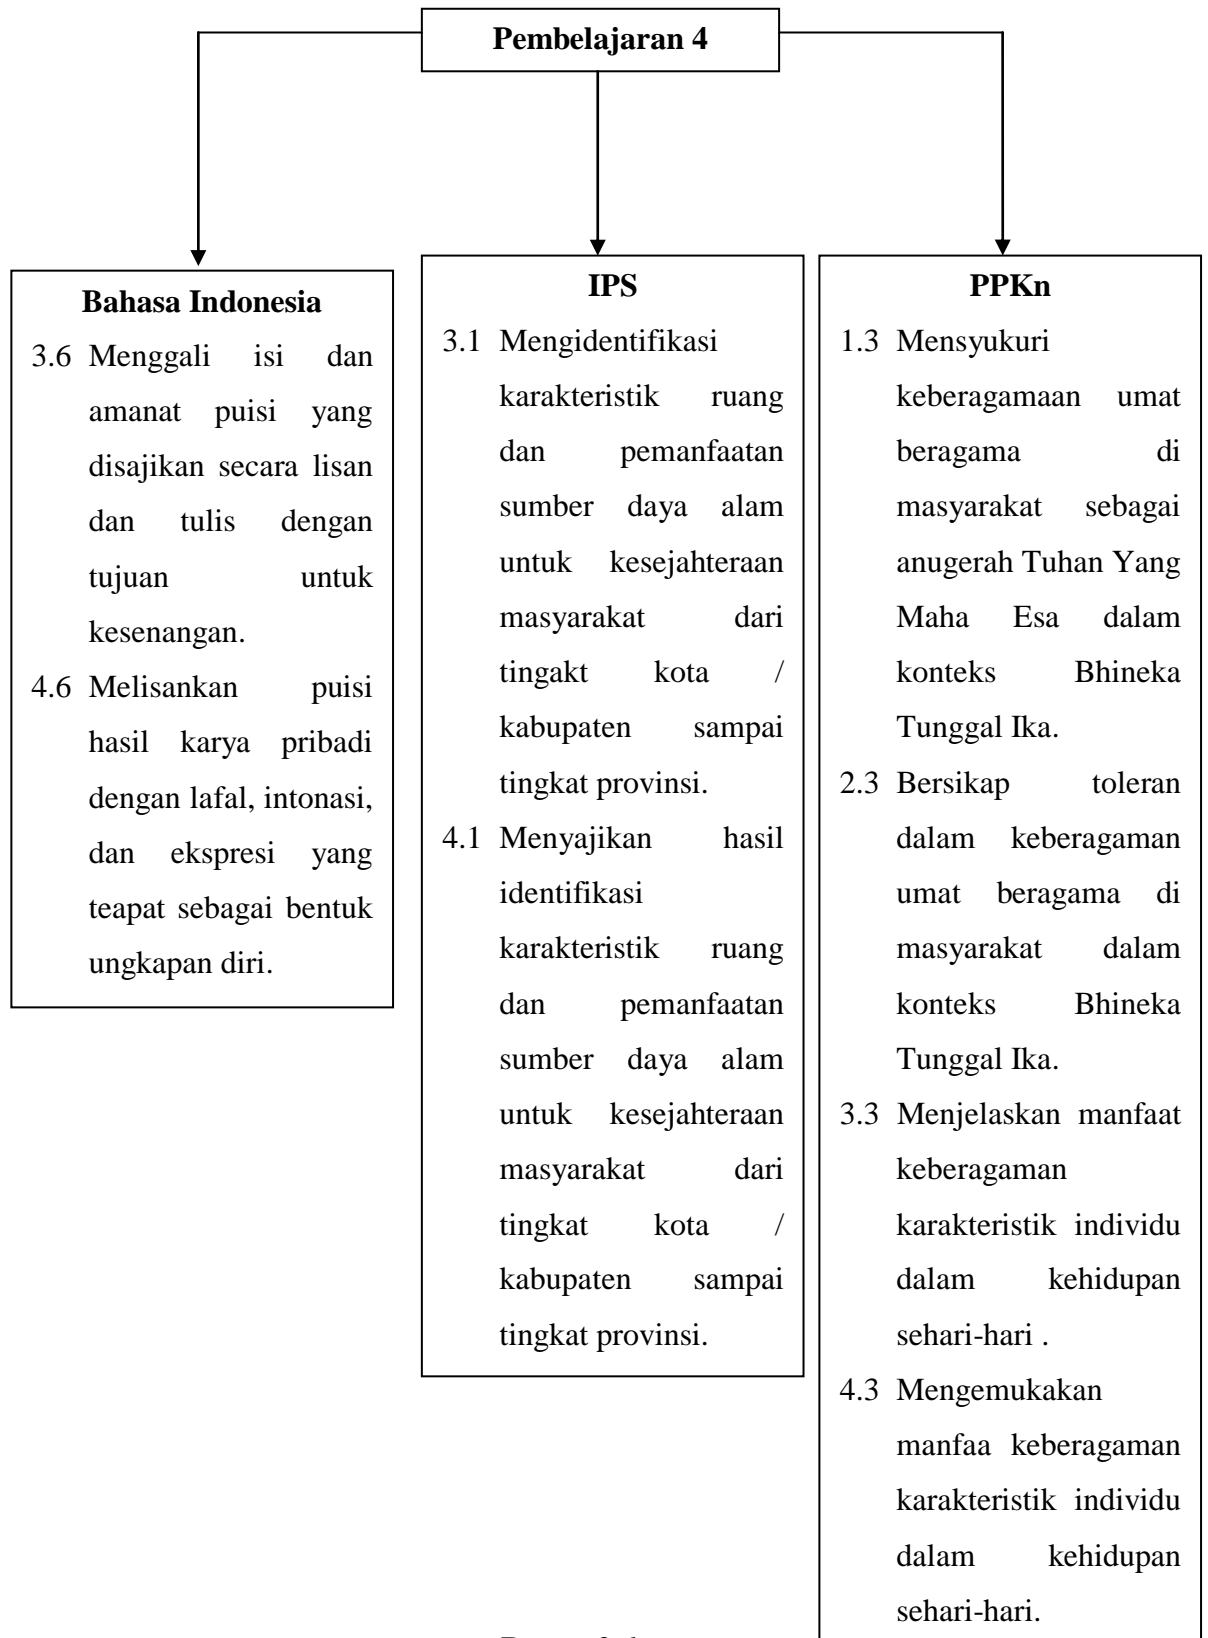 Pembelajaran 4
Bahasa Indonesia
3.6 Menggali isi dan
amanat puisi yang
disajikan secara lisan
dan tulis dengan
tujuan untuk
kesenangan.
4.6 Melisankan puisi
hasil karya pribadi
dengan lafal, intonasi,
dan ekspresi yang
teapat sebagai bentuk
ungkapan diri.
IPS
3.1 Mengidentifikasi
karakteristik ruang
dan pemanfaatan
sumber daya alam
untuk kesejahteraan
masyarakat dari
tingakt kota /
kabupaten sampai
tingkat provinsi.
4.1 Menyajikan hasil
identifikasi
karakteristik ruang
dan pemanfaatan
sumber daya alam
untuk kesejahteraan
masyarakat dari
tingkat kota /
kabupaten sampai
tingkat provinsi.
PPKn
1.3 Mensyukuri
keberagamaan umat
beragama di
masyarakat sebagai
anugerah Tuhan Yang
Maha Esa dalam
konteks Bhineka
Tunggal Ika.
2.3 Bersikap toleran
dalam keberagaman
umat beragama di
masyarakat dalam
konteks Bhineka
Tunggal Ika.
3.3 Menjelaskan manfaat
keberagaman
karakteristik individu
dalam kehidupan
sehari-hari .
4.3 Mengemukakan
manfaa keberagaman
karakteristik individu
dalam kehidupan
sehari-hari.